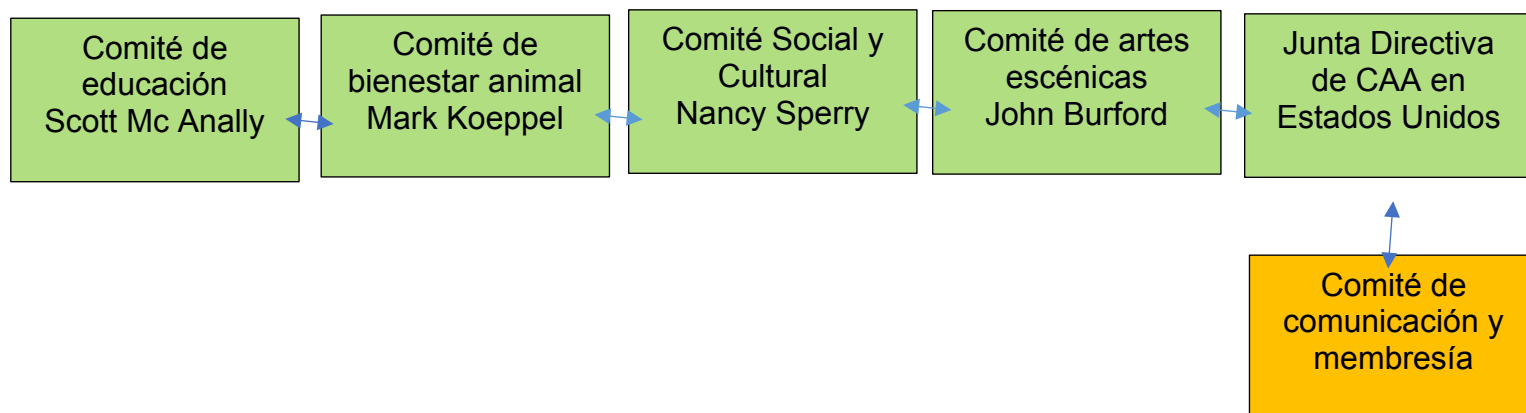 Comité de
educación
Scott Mc Anally
Comité de
bienestar animal
Mark Koeppel
Comité Social y
Cultural
Nancy Sperry
Comité de artes
escénicas
John Burford
Junta Directiva
de CAA en
Estados Unidos
Comité de
comunicación y
membresía